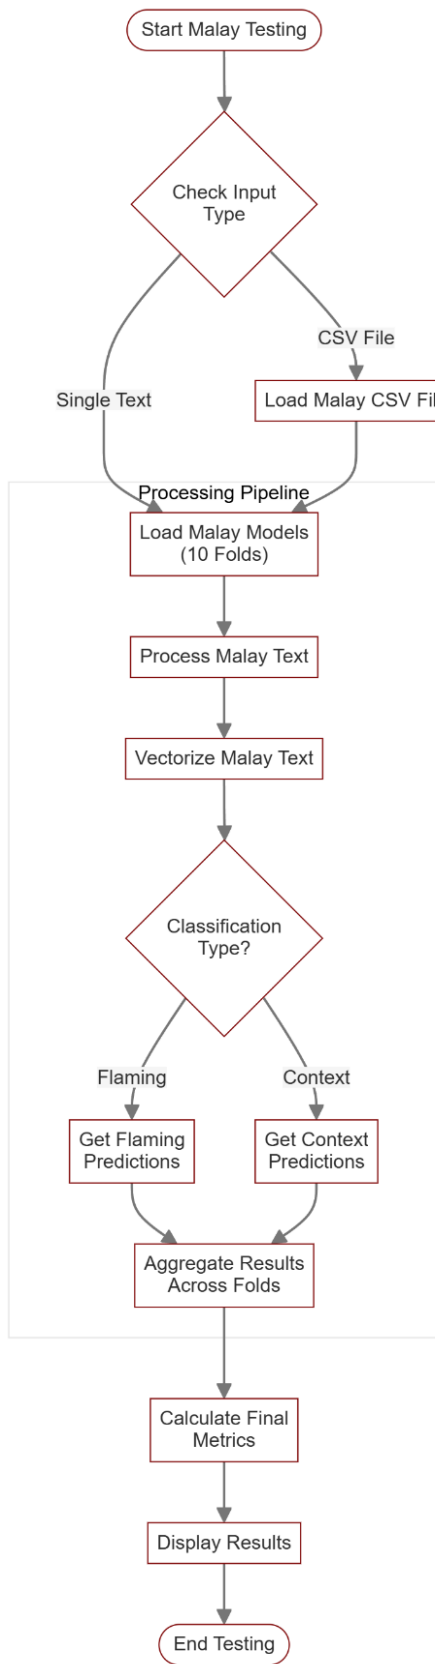 Start Malay Testing
Check Input
Type
CSV File
Single Text
Load Malay CSV Fil
Processing Pipeline
Load Malay Models
(10 Folds)
Process Malay Text
Vectorize Malay Text
Classification
Type?
Flaming
Context
Get Flaming
Predictions
Get Context
Predictions
Aggregate Results
Across Folds
Calculate Final
Metrics
Display Results
End Testing